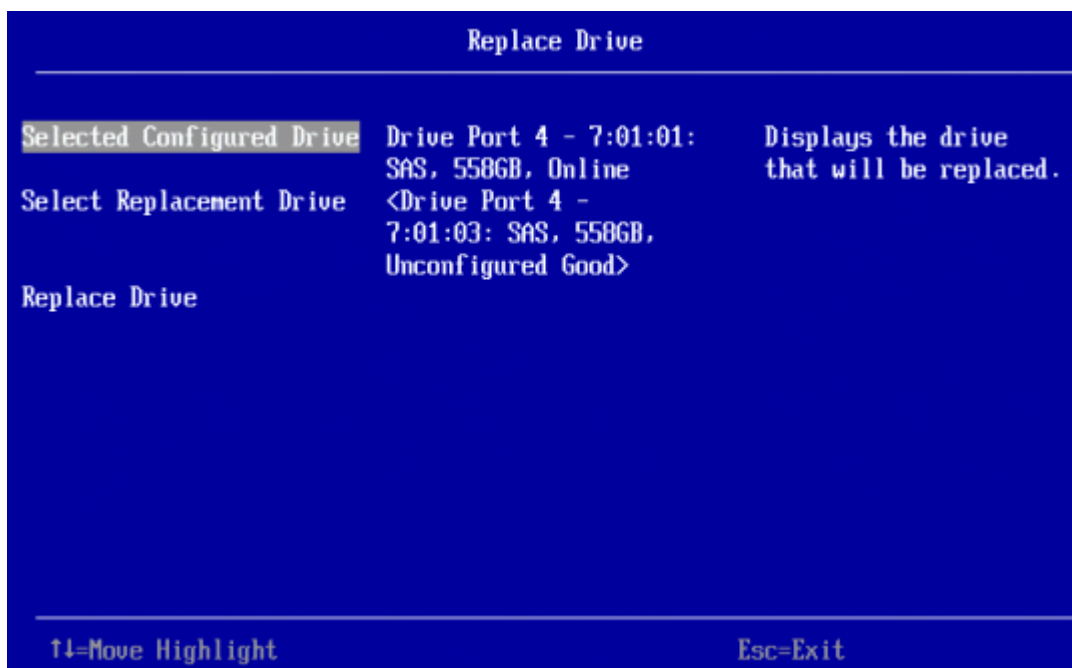 Replace Drive
Selected Configured Drive
Drive Port 4 - 7:01:01:
SAS, 558GB, Online
Displays the drive
that will be replaced.
Select Replacement Drive
<Drive Port 4 -
7:01:03: SAS, 558GB,
Unconfigured Good>
Replace Drive
↑↓=Move Highlight
Esc=Exit